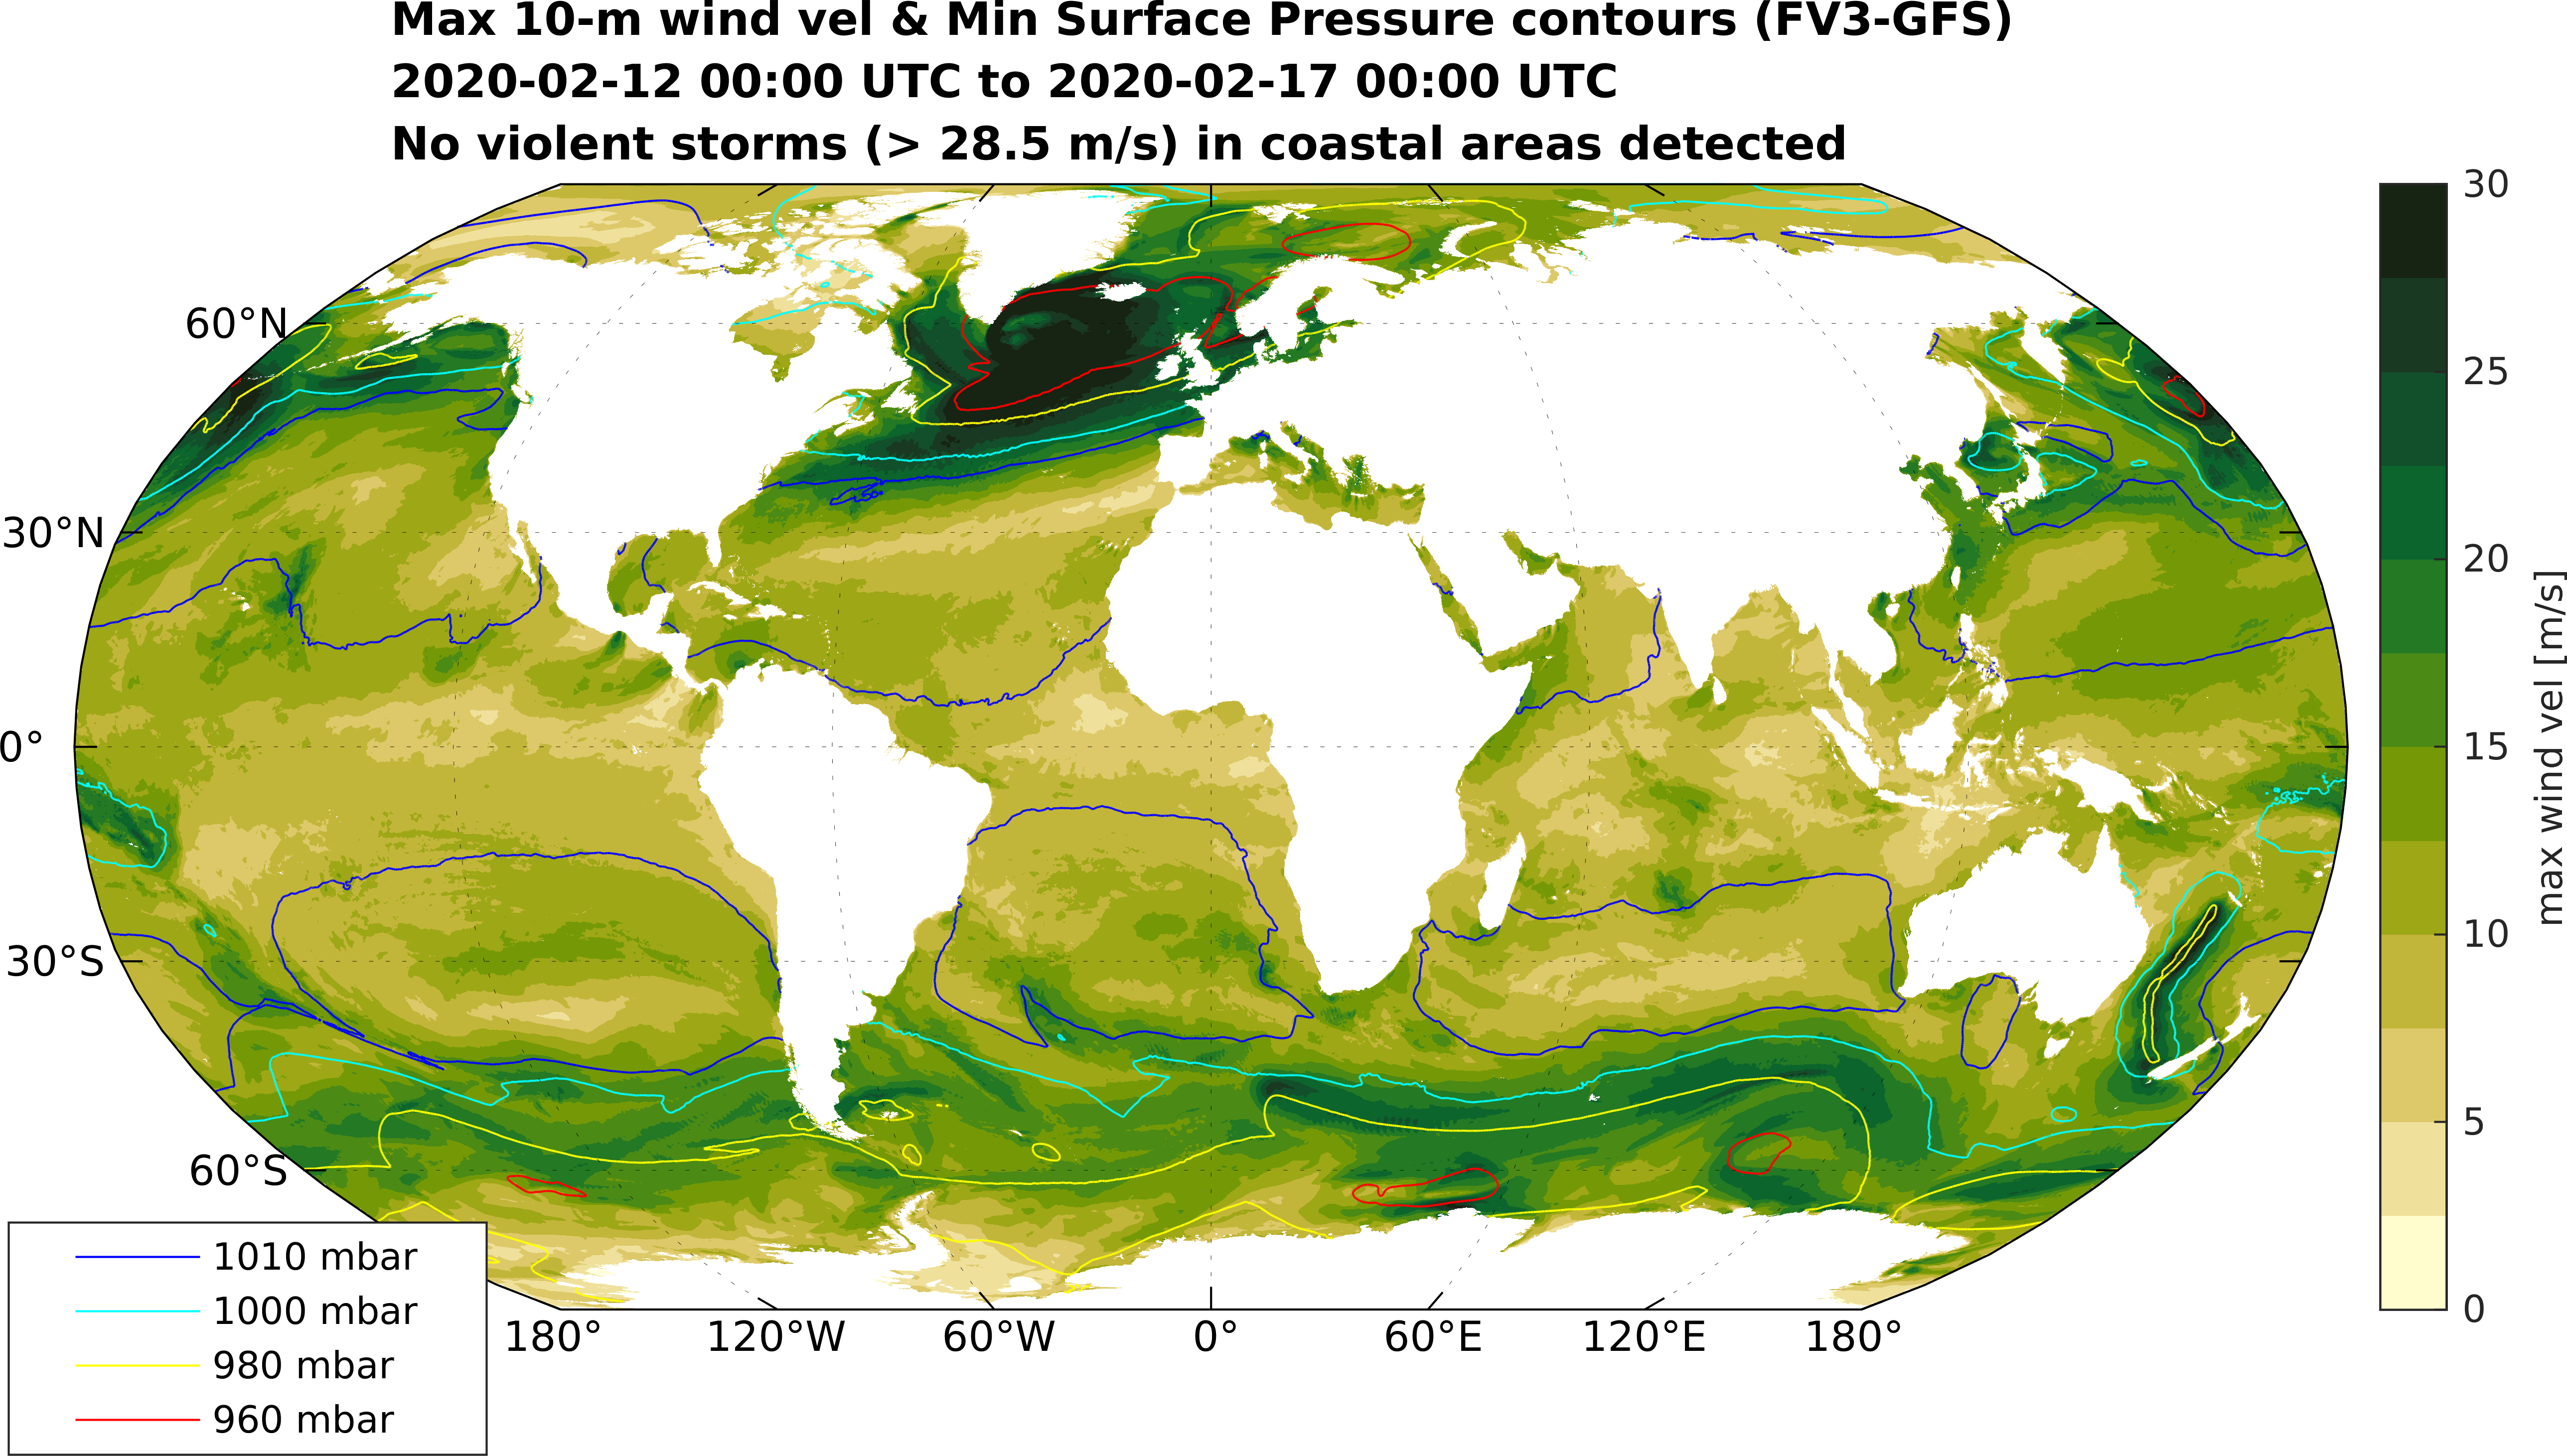 Max 10-m wind vel & Min Surface Pressure contours (FV3-GFS)
2020-02-12 00:00 UTC to 2020-02-17 00:00 UTC
No violent storms (> 28.5 m/s) in coastal areas detected
60°N
30°N
0°
30°S
60°S
180°
120°W
60°W
0°
60°E
120°E
180°
1010 mbar
1000 mbar
980 mbar
960 mbar
30
25
20
15
10
5
0
max wind vel [m/s]